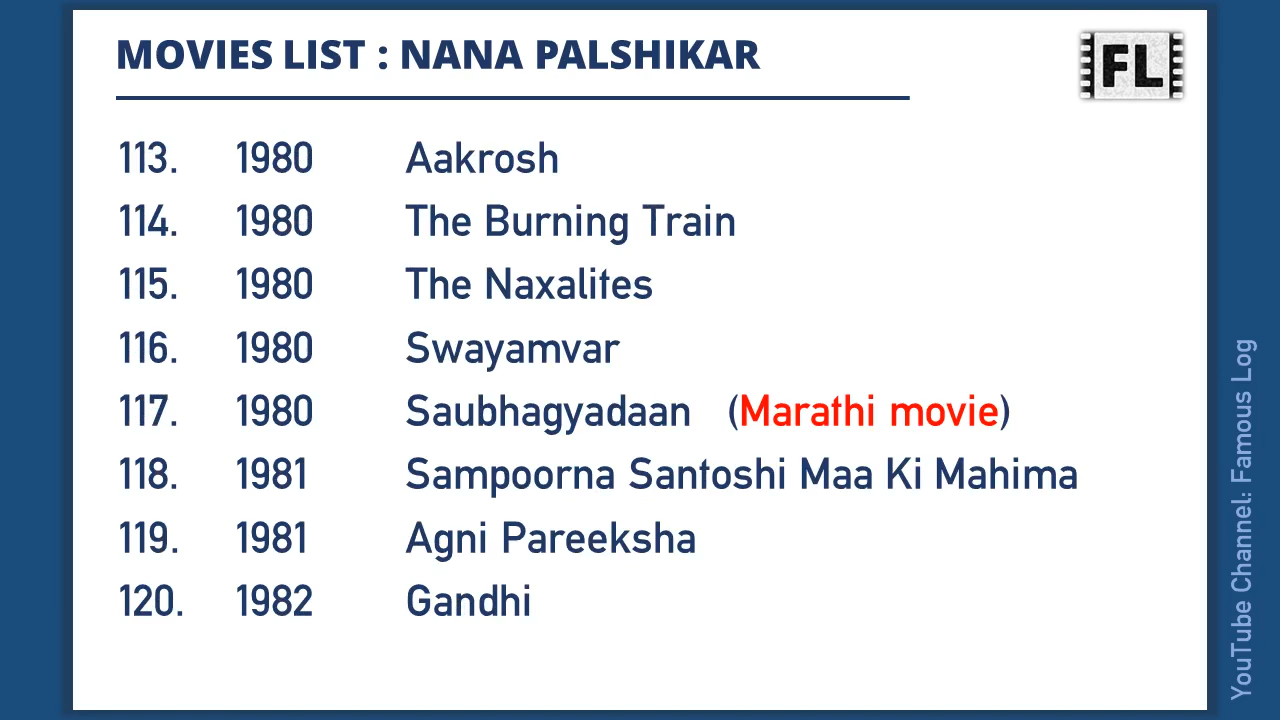 MOVIES LIST : NANA PALSHIKAR
FL
113. 1980 Aakrosh
114. 1980 The Burning Train
115. 1980 The Naxalites
116. 1980 Swayamvar
117. 1980 Saubhagyadaan (Marathi movie)
118. 1981 Sampoorna Santoshi Maa Ki Mahima
119. 1981 Agni Pareeksha
120. 1982 Gandhi
YouTube Channel: Famous Log